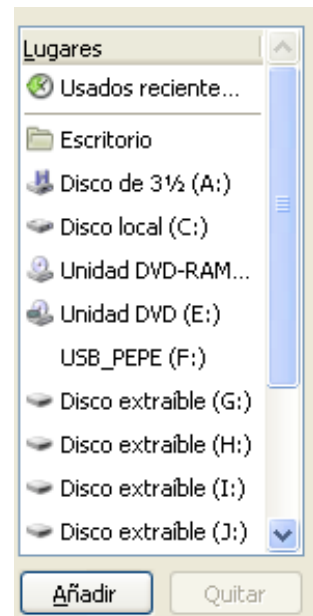 Lugares
Usados reciente...
Escritorio
Disco de 3½ (A:)
Disco local (C:)
Unidad DVD-RAM...
Unidad DVD (E:)
USB_PEPE (F:)
Disco extraíble (G:)
Disco extraíble (H:)
Disco extraíble (I:)
Disco extraíble (J:)
Añadir Quitar